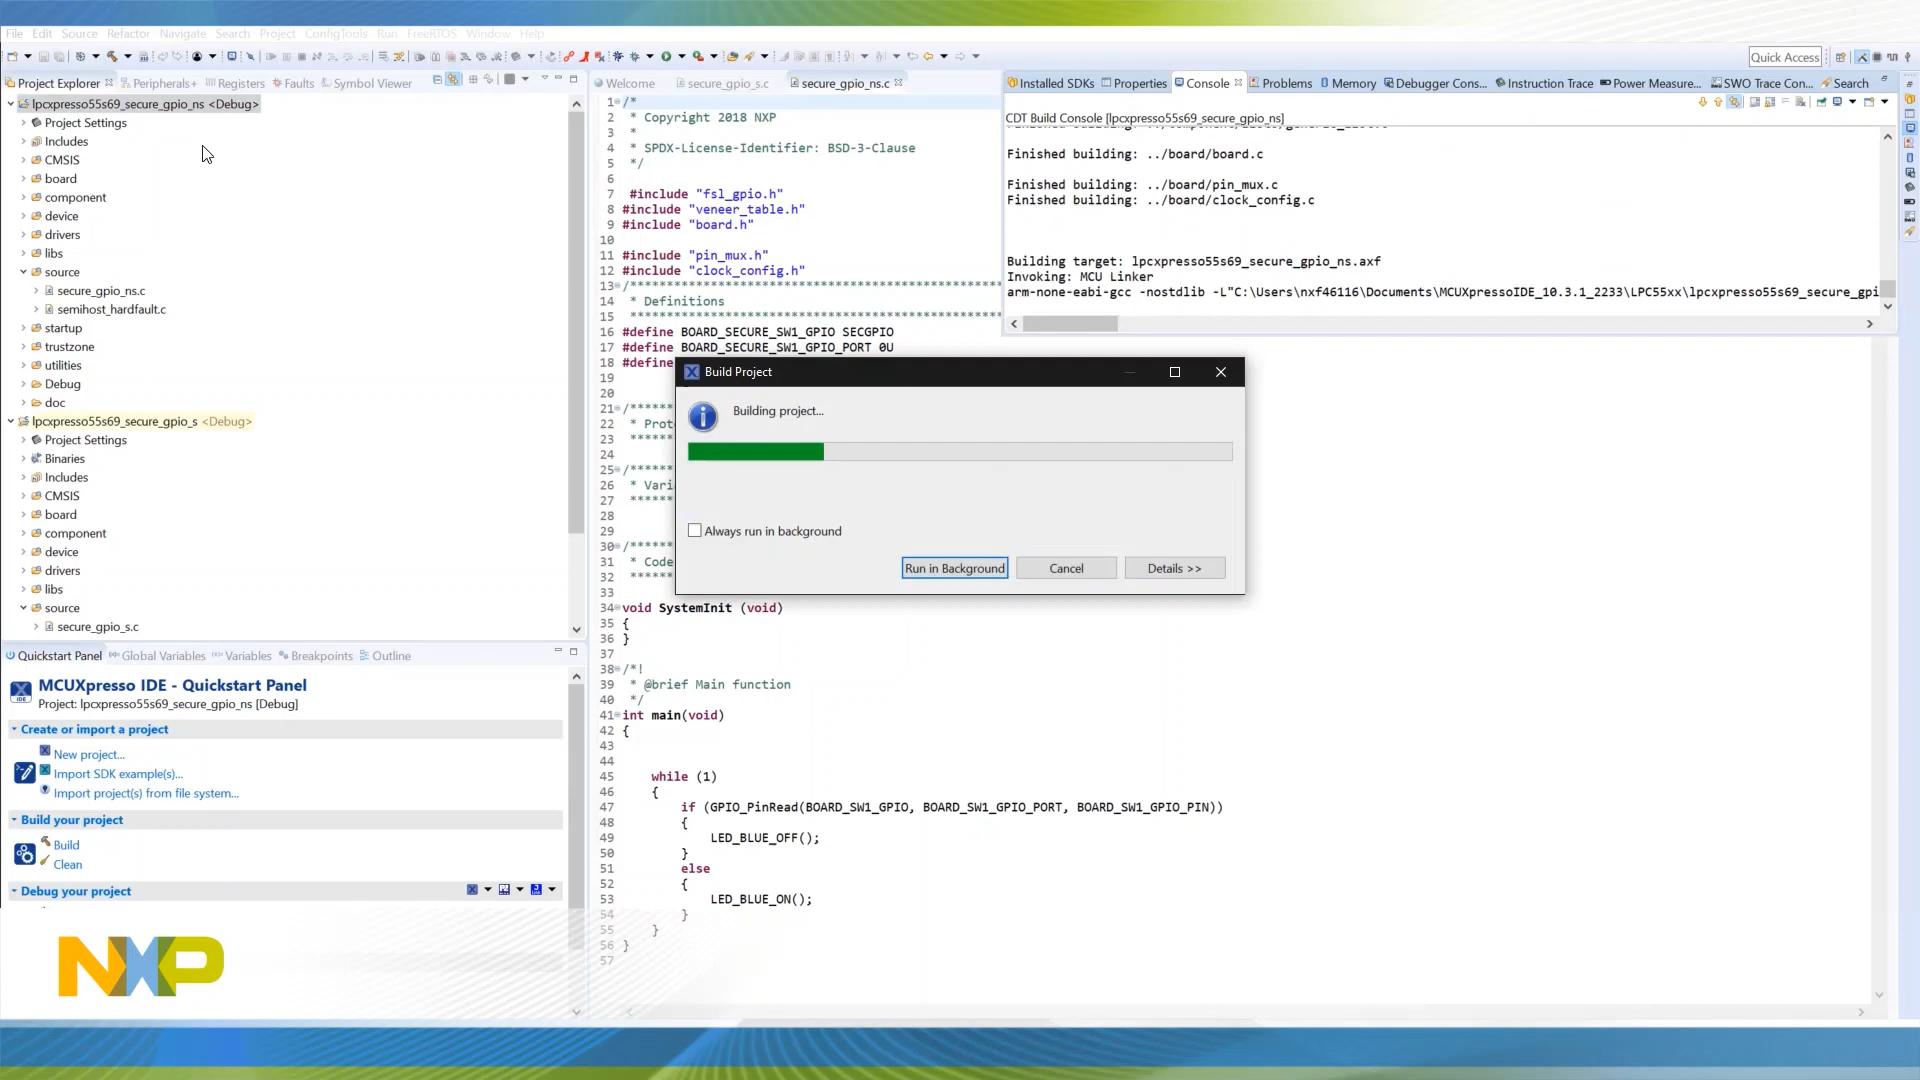 File Edit Source Refactor Navigate Search Project ConfigTools Run FreeRTOS Window Help
Quick Access
Project Explorer Peripherals+ Registers Faults Symbol Viewer
lpcxpresso55s69_secure_gpio_ns <Debug>
Project Settings
Includes
CMSIS
board
component
device
drivers
libs
source
secure_gpio_ns.c
semihost_hardfault.c
startup
trustzone
utilities
Debug
doc
lpcxpresso55s69_secure_gpio_s <Debug>
Project Settings
Binaries
Includes
CMSIS
board
component
device
drivers
libs
source
secure_gpio_s.c
Quickstart Panel Global Variables Variables Breakpoints Outline
MCUXpresso IDE - Quickstart Panel
Project: lpcxpresso55s69_secure_gpio_ns [Debug]
Create or import a project
New project...
Import SDK example(s)...
Import project(s) from file system...
Build your project
Build
Clean
Debug your project
NXP
Welcome secure_gpio_s.c secure_gpio_ns.c
1 /*
2 * Copyright 2018 NXP
3 *
4 * SPDX-License-Identifier: BSD-3-Clause
5 */
6
7 #include "fsl_gpio.h"
8 #include "veneer_table.h"
9 #include "board.h"
10
11 #include "pin_mux.h"
12 #include "clock_config.h"
13 /***************************************************
14 * Definitions
15 ***************************************************
16 #define BOARD_SECURE_SW1_GPIO SECGPIO
17 #define BOARD_SECURE_SW1_GPIO_PORT 0U
18 #define
19
20
21 /******
22 * Prot
23 ******
24
25 /******
26 * Vari
27 ******
28
29
30 /******
31 * Code
32 ******
33
34 void SystemInit (void)
35 {
36 }
37
38 /*!
39 * @brief Main function
40 */
41 int main(void)
42 {
43
44
45 while (1)
46 {
47 if (GPIO_PinRead(BOARD_SW1_GPIO, BOARD_SW1_GPIO_PORT, BOARD_SW1_GPIO_PIN))
48 {
49 LED_BLUE_OFF();
50 }
51 else
52 {
53 LED_BLUE_ON();
54 }
55 }
56 }
57
Installed SDKs Properties Console Problems Memory Debugger Cons... Instruction Trace Power Measure... SWO Trace Con... Search
CDT Build Console [lpcxpresso55s69_secure_gpio_ns]
Finished building: ../board/board.c
Finished building: ../board/pin_mux.c
Finished building: ../board/clock_config.c
Building target: lpcxpresso55s69_secure_gpio_ns.axf
Invoking: MCU Linker
arm-none-eabi-gcc -nostdlib -L"C:\Users\nxf46116\Documents\MCUXpressoIDE_10.3.1_2233\LPC55xx\lpcxpresso55s69_secure_gpi
Build Project
Building project...
Always run in background
Run in Background Cancel Details >>